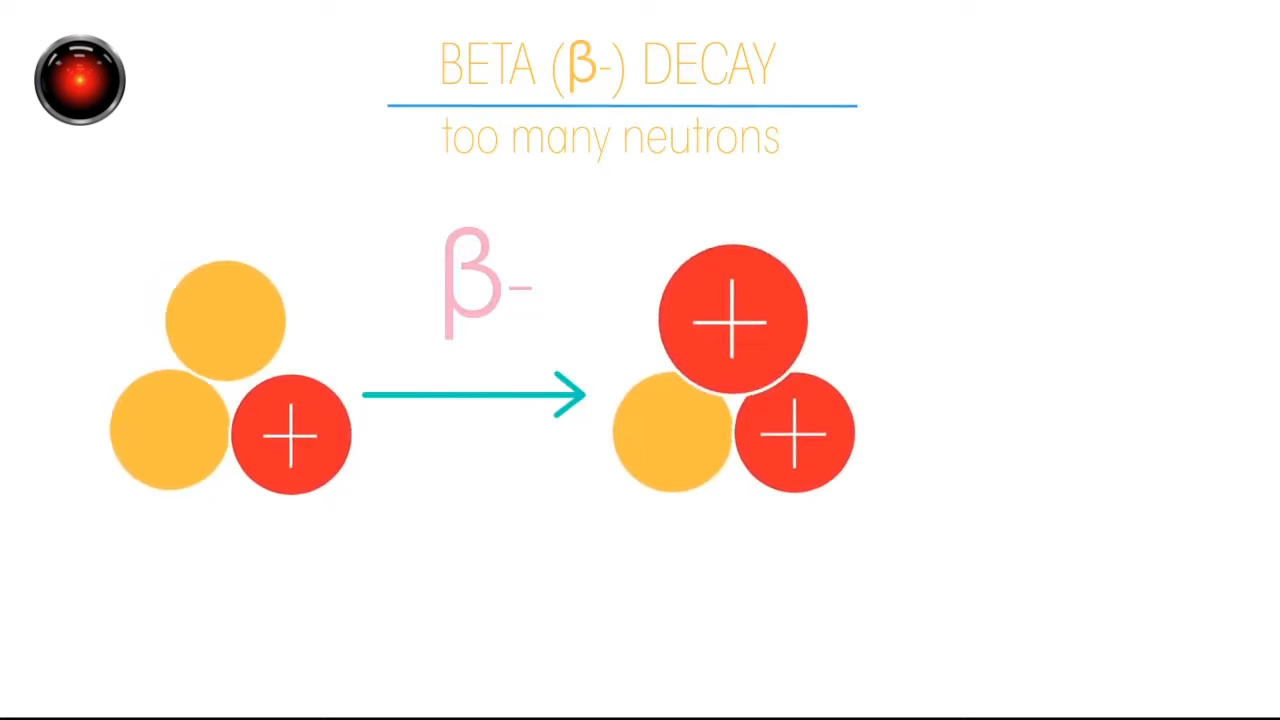 BETA (β-) DECAY
too many neutrons
β-
+
+
+